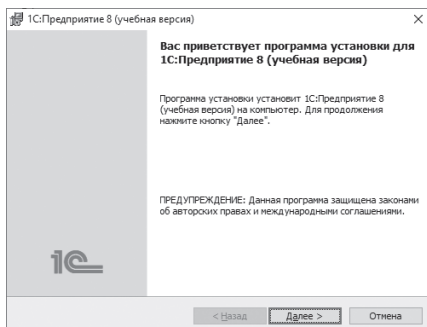 1С:Предприятие 8 (учебная версия)
Вас приветствует программа установки для
1С:Предприятие 8 (учебная версия)
Программа установки установит 1С:Предприятие 8
(учебная версия) на компьютер. Для продолжения
нажмите кнопку "Далее".
ПРЕДУПРЕЖДЕНИЕ: Данная программа защищена законами
об авторских правах и международными соглашениями.
1С
< Назад
Далее >
Отмена